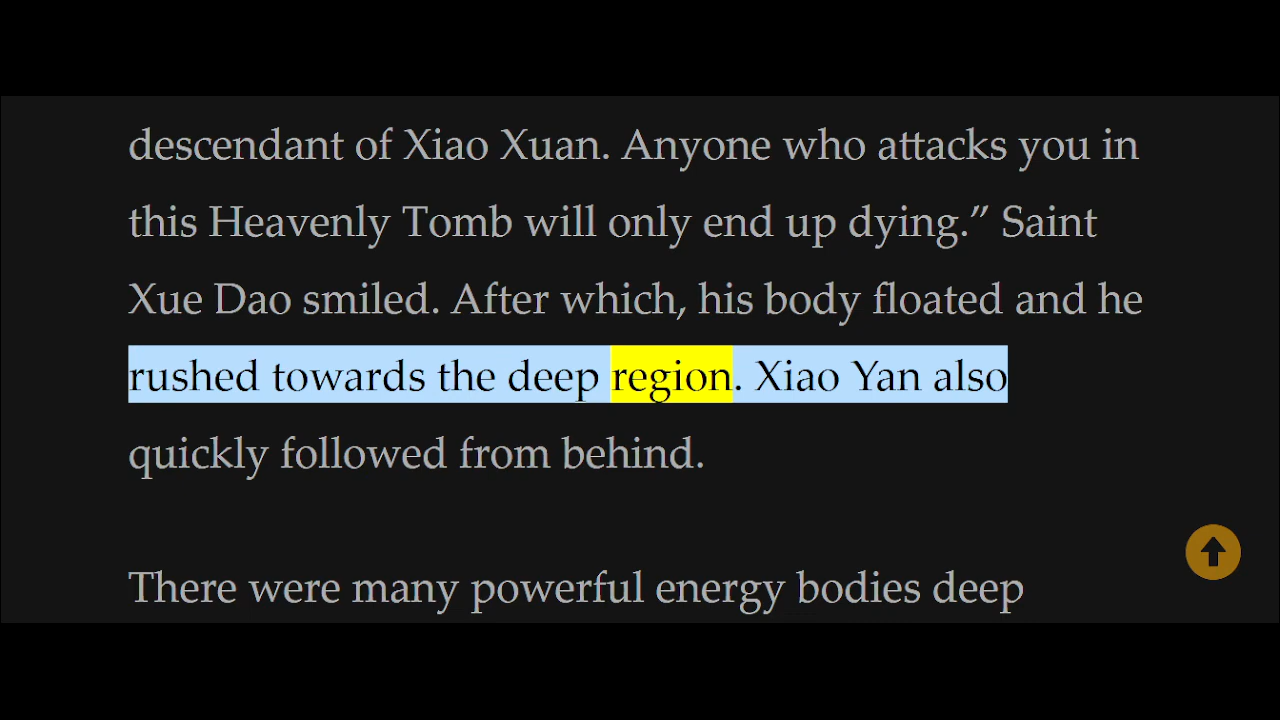 descendant of Xiao Xuan. Anyone who attacks you in
this Heavenly Tomb will only end up dying.” Saint
Xue Dao smiled. After which, his body floated and he
rushed towards the deep region. Xiao Yan also
quickly followed from behind.
There were many powerful energy bodies deep